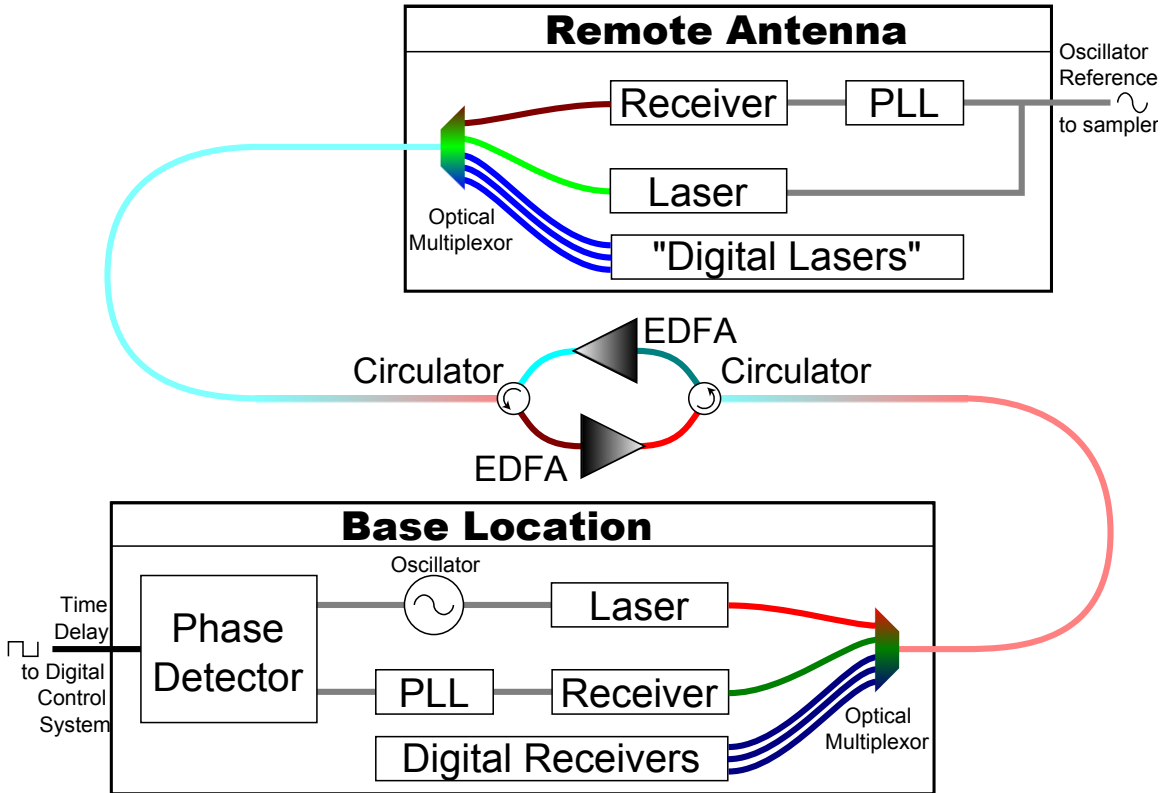 Remote Antenna
Oscillator
Reference
to sampler
Receiver
PLL
Laser
Optical
Multiplexor
"Digital Lasers"
EDFA
Circulator
Circulator
EDFA
Base Location
Oscillator
Laser
Time
Delay
to Digital
Control
System
Phase
Detector
PLL
Receiver
Optical
Multiplexor
Digital Receivers